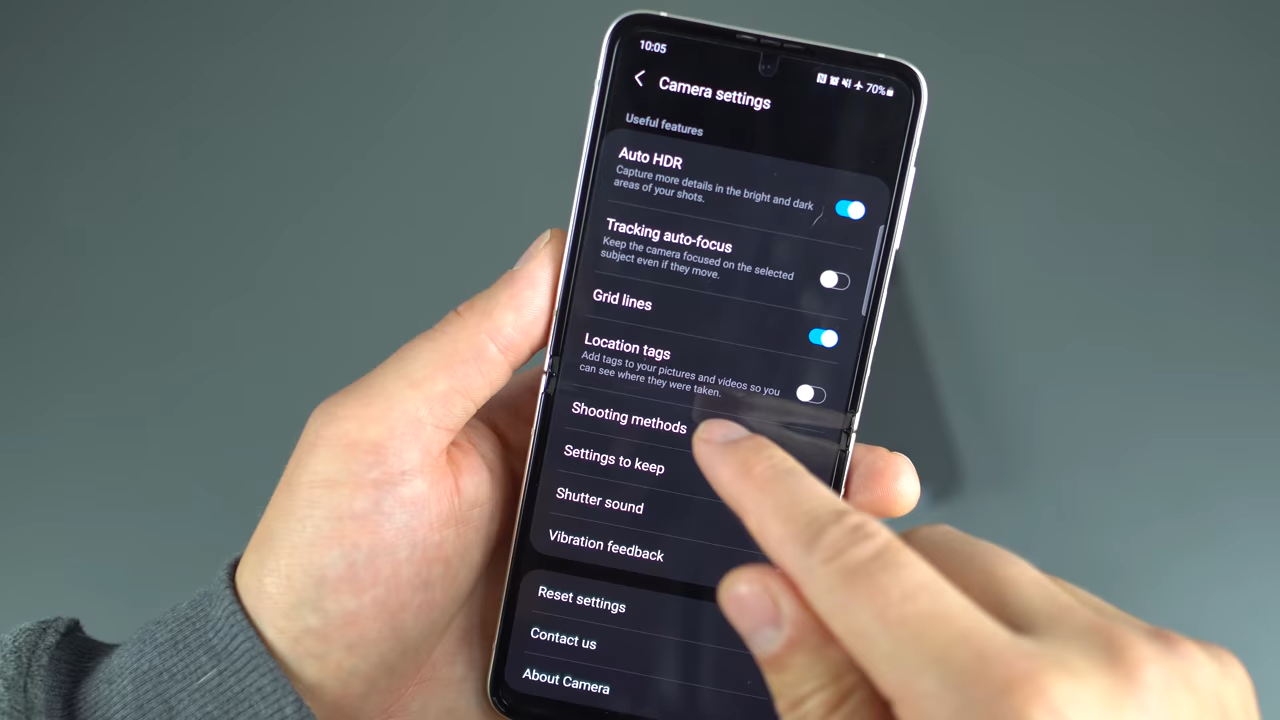 10:05
70%
Camera settings
Useful features
Auto HDR
Capture more details in the bright and dark
areas of your shots.
Tracking auto-focus
Keep the camera focused on the selected
subject even if they move.
Grid lines
Location tags
Add tags to your pictures and videos so you
can see where they were taken.
Shooting methods
Settings to keep
Shutter sound
Vibration feedback
Reset settings
Contact us
About Camera